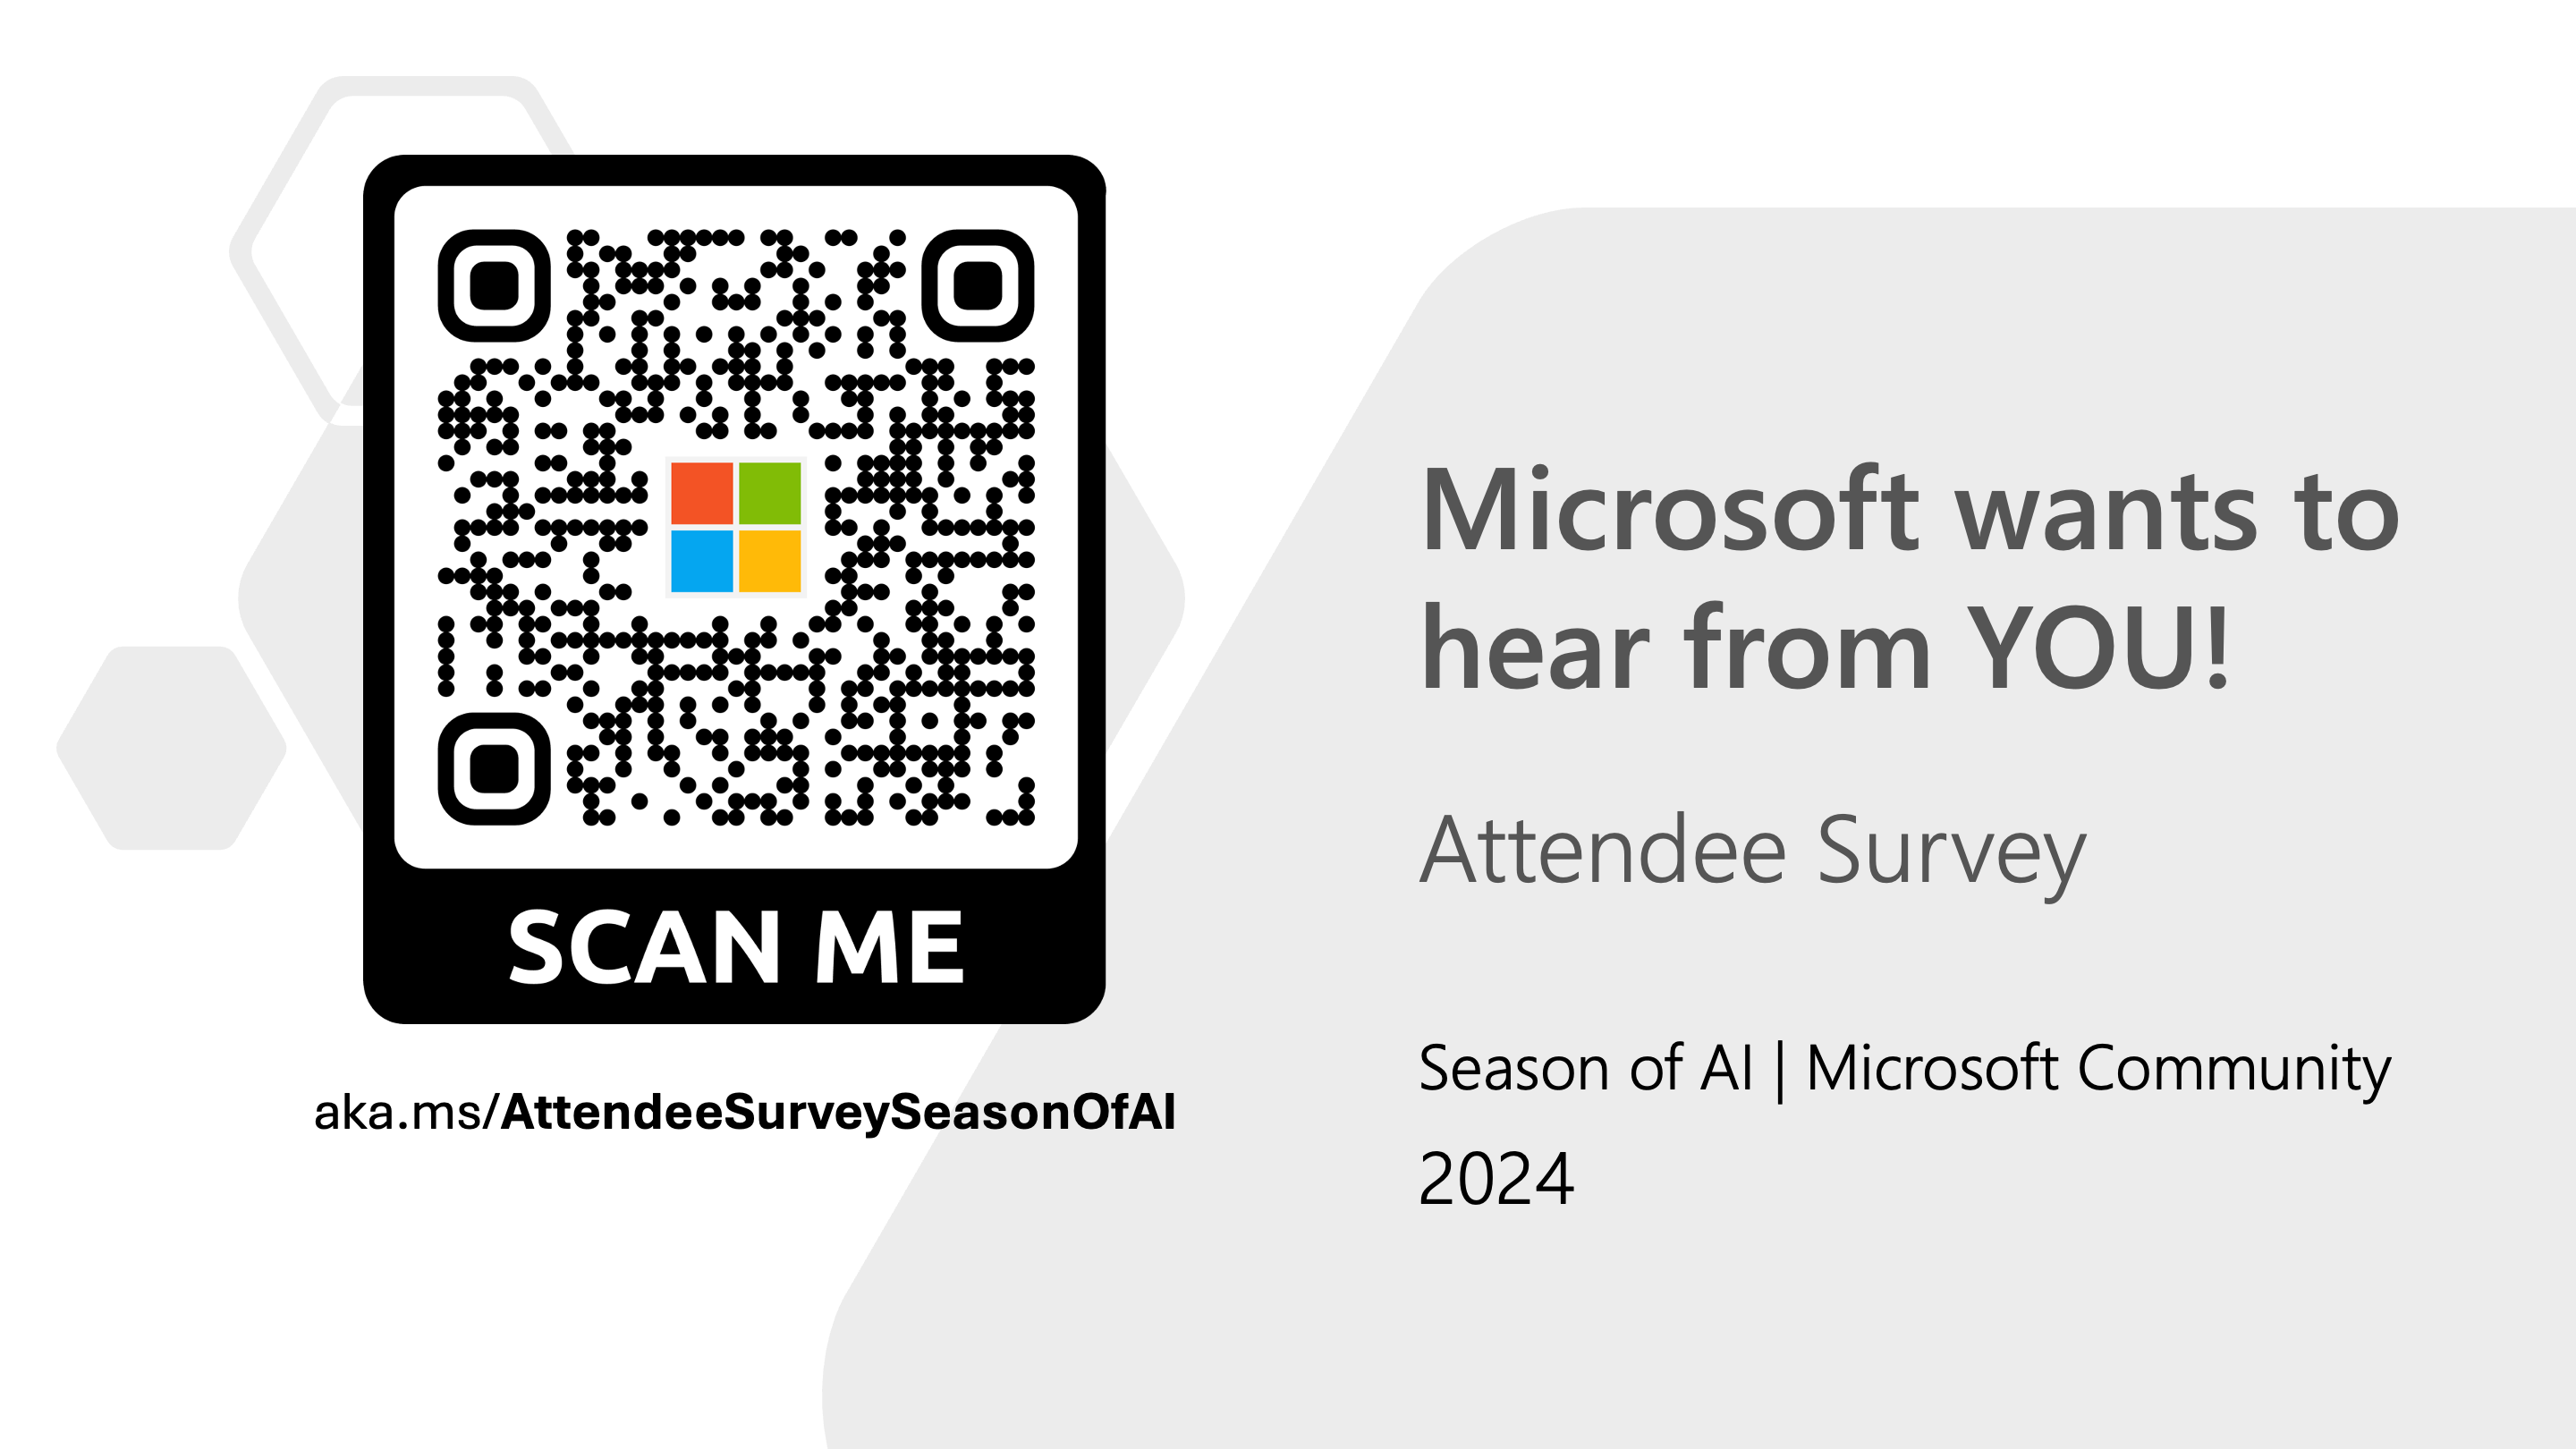 SCAN ME
aka.ms/AttendeeSurveySeasonOfAI
Microsoft wants to
hear from YOU!
Attendee Survey
Season of AI | Microsoft Community
2024